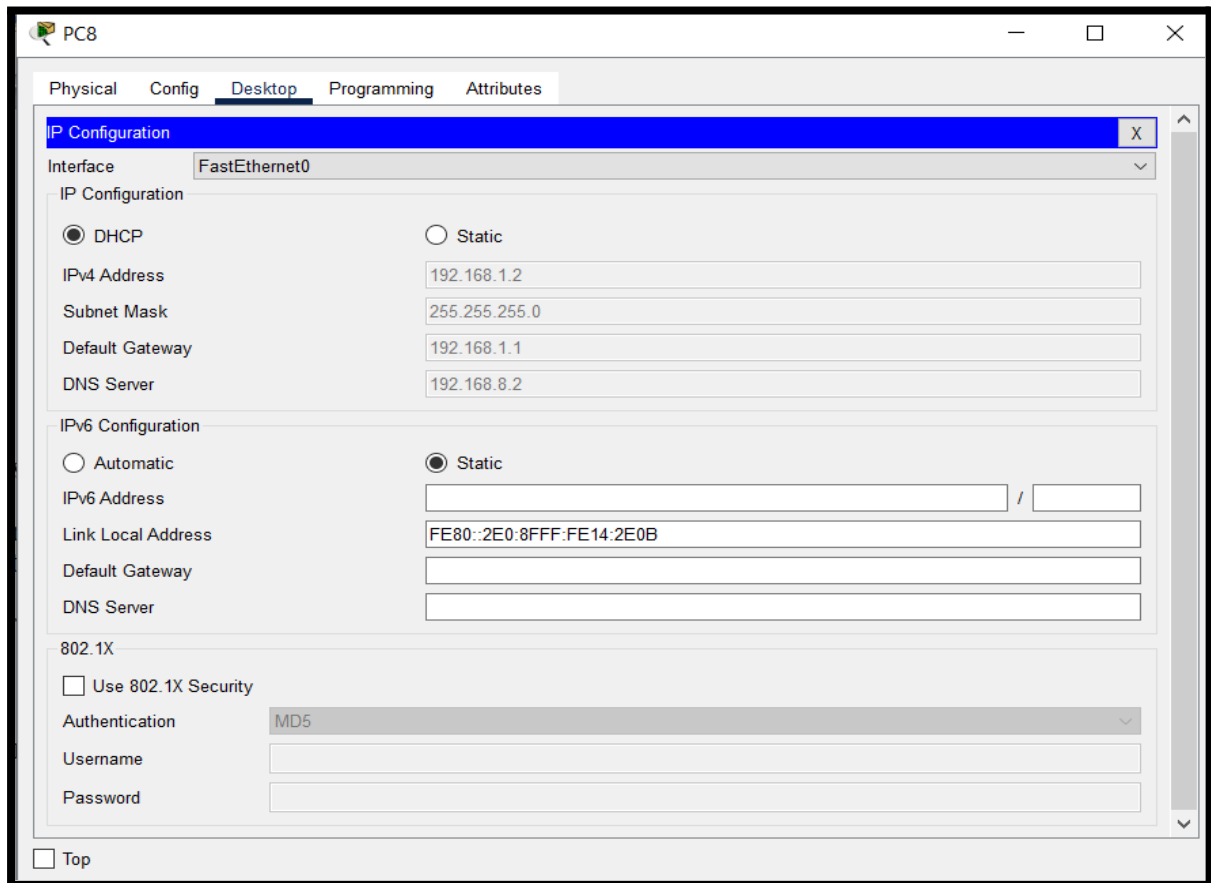 PC8
Physical Config Desktop Programming Attributes
IP Configuration X
Interface FastEthernet0
IP Configuration
DHCP Static
IPv4 Address 192.168.1.2
Subnet Mask 255.255.255.0
Default Gateway 192.168.1.1
DNS Server 192.168.8.2
IPv6 Configuration
Automatic Static
IPv6 Address /
Link Local Address FE80::2E0:8FFF:FE14:2E0B
Default Gateway
DNS Server
802.1X
Use 802.1X Security
Authentication MD5
Username
Password
Top